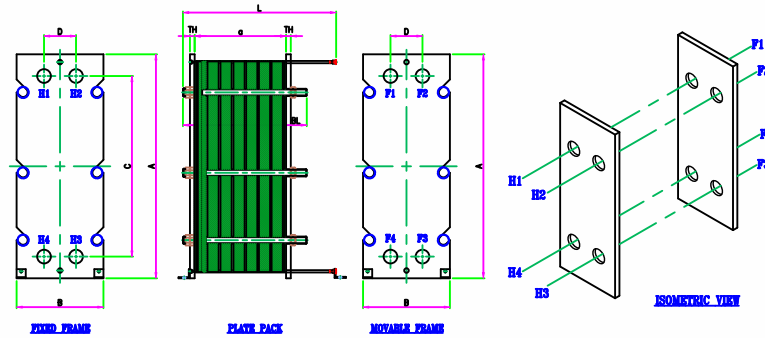 D
H1 H2
C
A
H4 H3
B
FIXED FRAME
L
TH TH
a
BL
PLATE PACK
D
F1 F2
A
F4 F3
B
MOVABLE FRAME
F1
H1
H2
H4
H3
ISOMETRIC VIEW